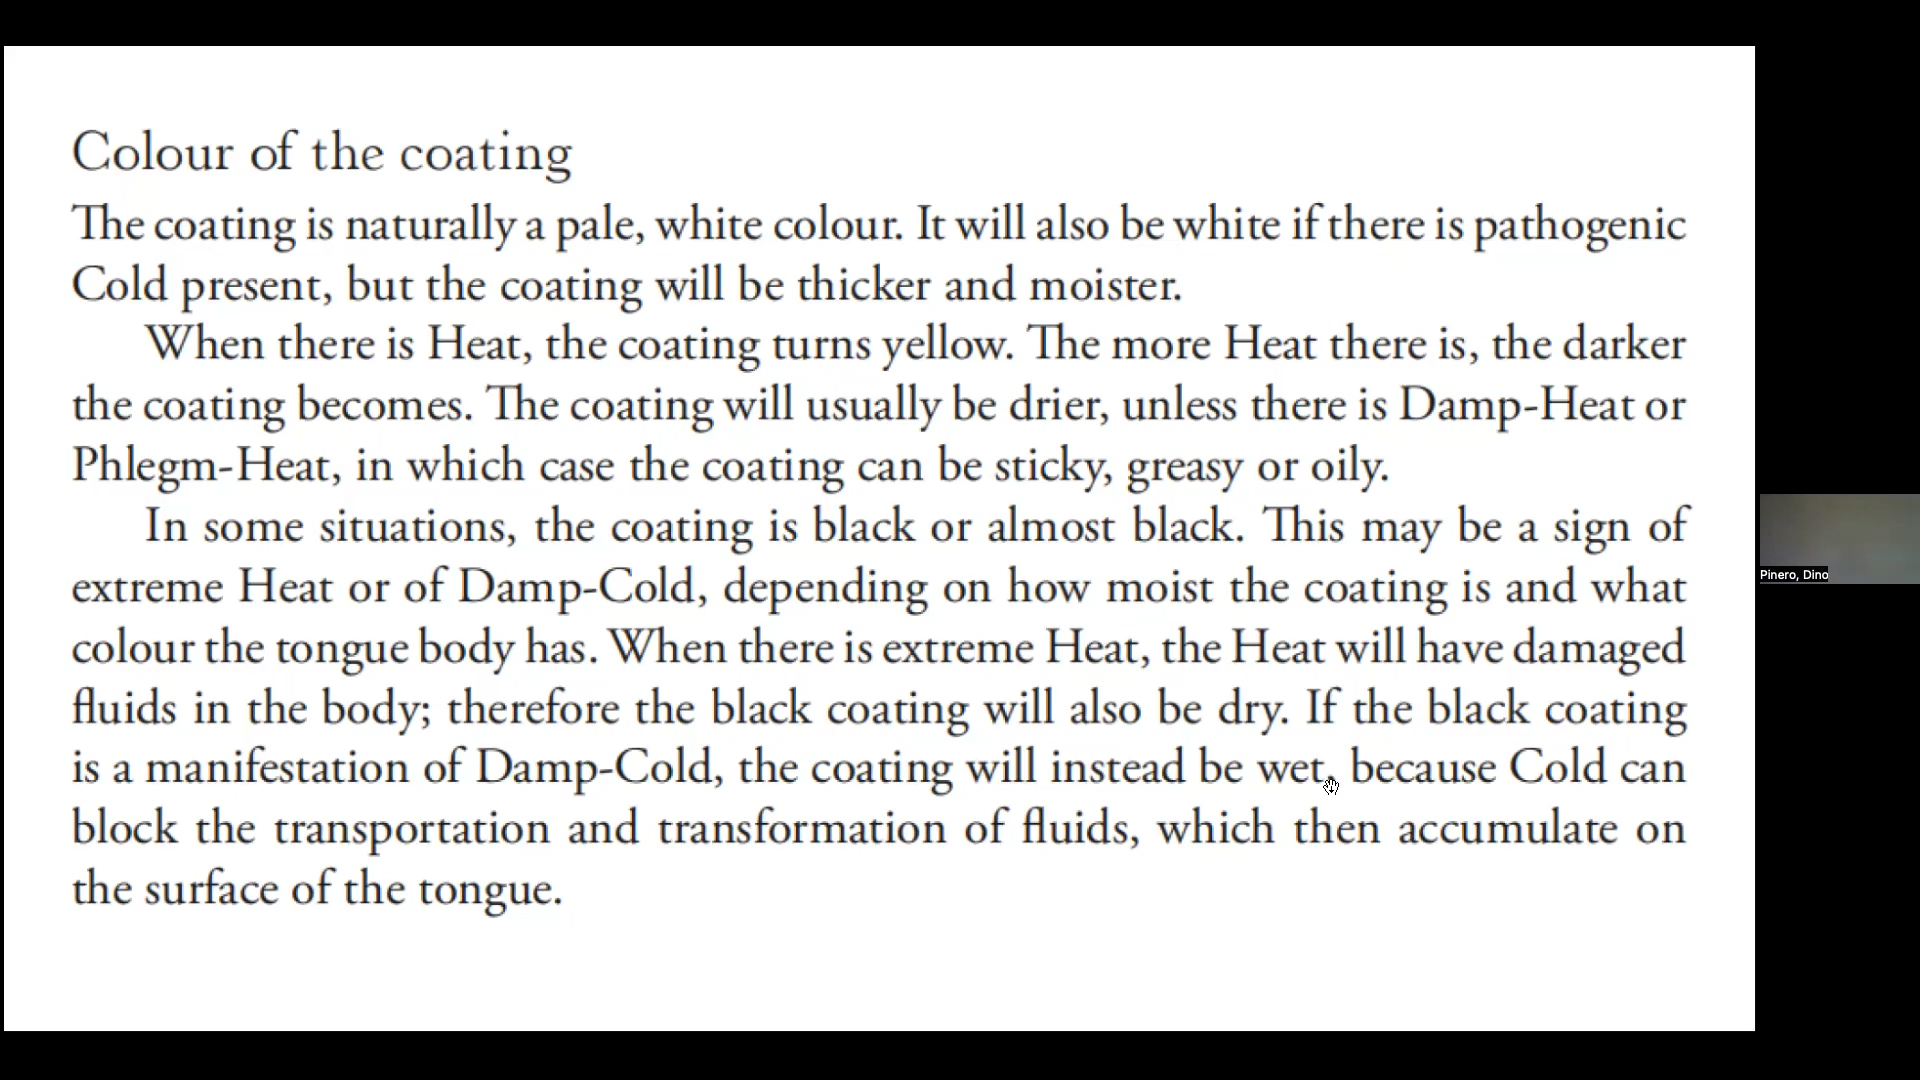 Colour of the coating
The coating is naturally a pale, white colour. It will also be white if there is pathogenic
Cold present, but the coating will be thicker and moister.
When there is Heat, the coating turns yellow. The more Heat there is, the darker
the coating becomes. The coating will usually be drier, unless there is Damp-Heat or
Phlegm-Heat, in which case the coating can be sticky, greasy or oily.
In some situations, the coating is black or almost black. This may be a sign of
extreme Heat or of Damp-Cold, depending on how moist the coating is and what
colour the tongue body has. When there is extreme Heat, the Heat will have damaged
fluids in the body; therefore the black coating will also be dry. If the black coating
is a manifestation of Damp-Cold, the coating will instead be wet, because Cold can
block the transportation and transformation of fluids, which then accumulate on
the surface of the tongue.
Pinero, Dino